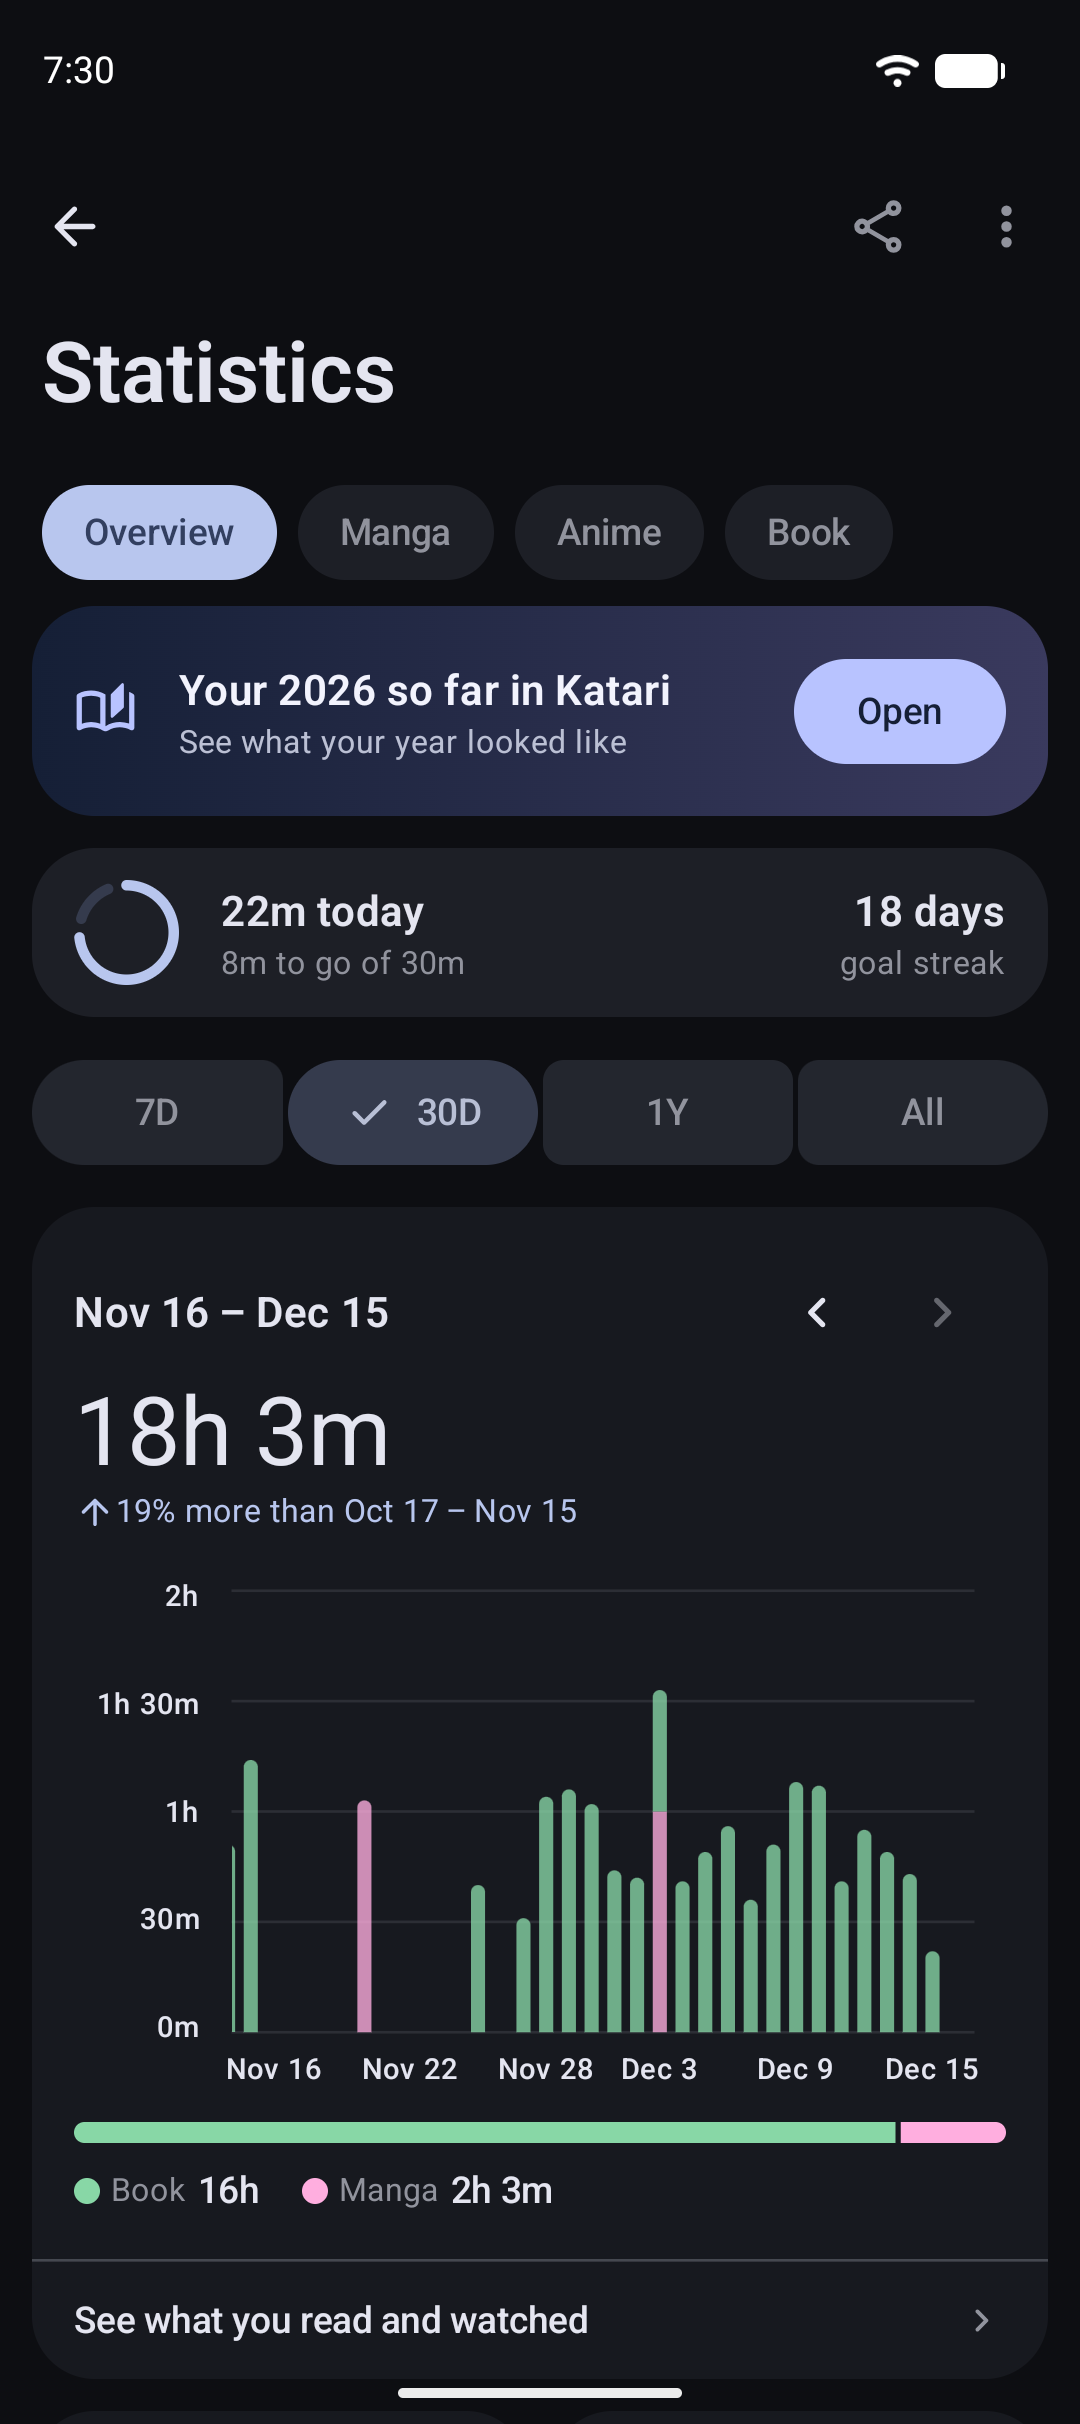 7:30
Statistics
Overview
Manga
Anime
Book
Your 2026 so far in Katari
See what your year looked like
Open
22m today
8m to go of 30m
18 days
goal streak
7D
30D
1Y
All
Nov 16 – Dec 15
18h 3m
19% more than Oct 17 – Nov 15
2h
1h 30m
1h
30m
0m
Nov 16
Nov 22
Nov 28
Dec 3
Dec 9
Dec 15
Book 16h
Manga 2h 3m
See what you read and watched